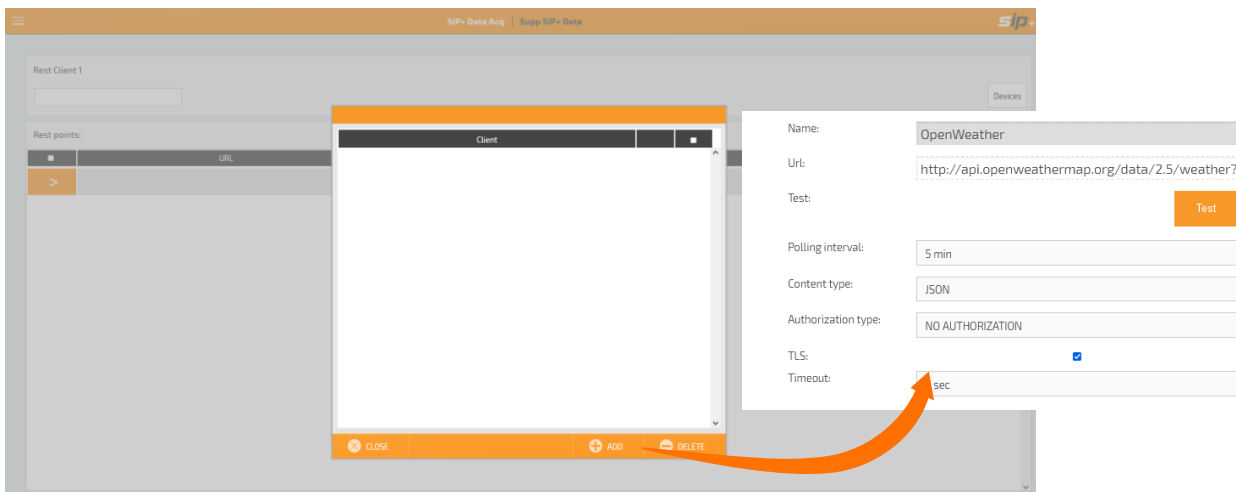 SIP+ Data Acq | Supp SIP+ Data
sip+
Rest Client 1
Devices
Rest points:
URL
>
Client
CLOSE
ADD
DELETE
Name:
OpenWeather
Url:
http://api.openweathermap.org/data/2.5/weather?
Test:
Test
Polling interval:
5 min
Content type:
JSON
Authorization type:
NO AUTHORIZATION
TLS:
Timeout:
sec